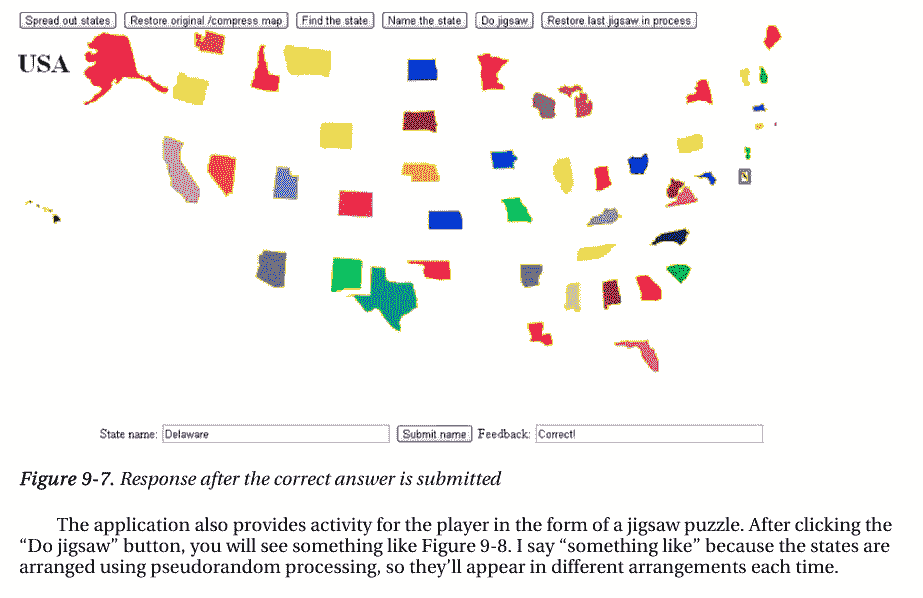 Spread out states Restore original /compress map Find the state Name the state Do jigsaw Restore last jigsaw in process
USA
State name: Delaware Submit name Feedback: Correct!
Figure 9-7. Response after the correct answer is submitted
The application also provides activity for the player in the form of a jigsaw puzzle. After clicking the
“Do jigsaw” button, you will see something like Figure 9-8. I say “something like” because the states are
arranged using pseudorandom processing, so they’ll appear in different arrangements each time.